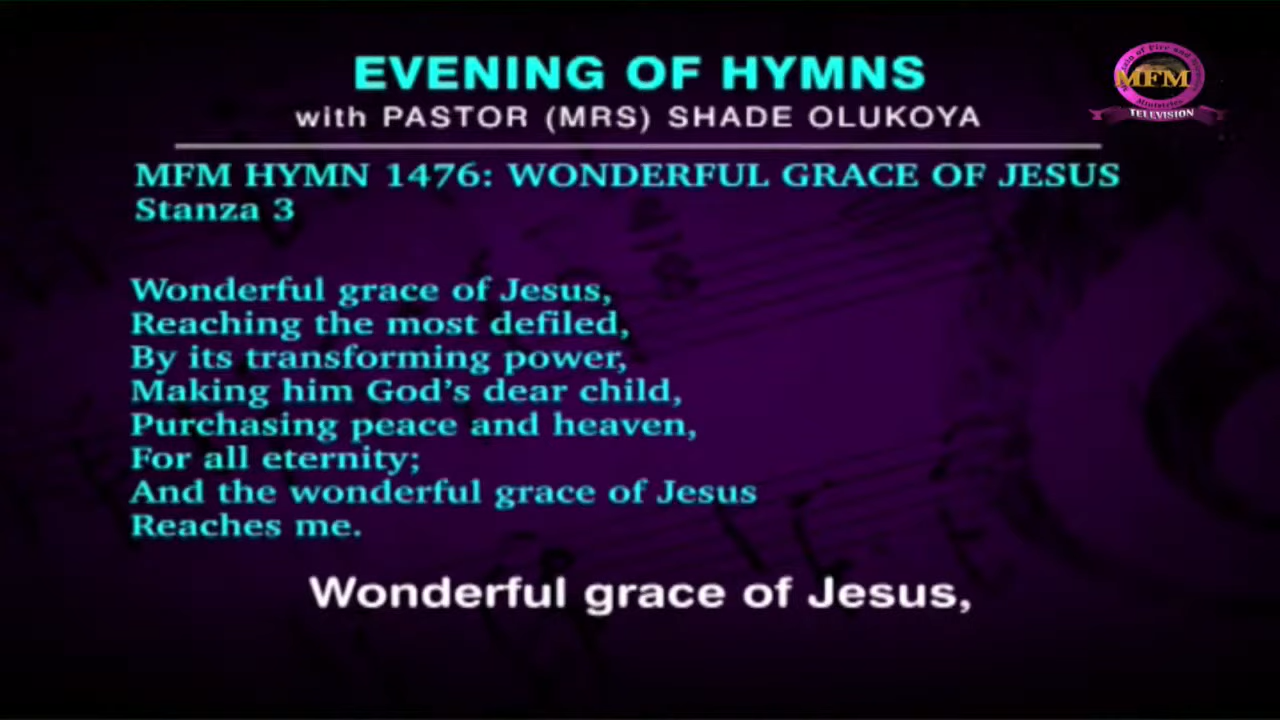 EVENING OF HYMNS
with PASTOR (MRS) SHADE OLUKOYA
MFM
Ministries
TELEVISION
MFM HYMN 1476: WONDERFUL GRACE OF JESUS
Stanza 3
Wonderful grace of Jesus,
Reaching the most defiled,
By its transforming power,
Making him God's dear child,
Purchasing peace and heaven,
For all eternity;
And the wonderful grace of Jesus
Reaches me.
Wonderful grace of Jesus,